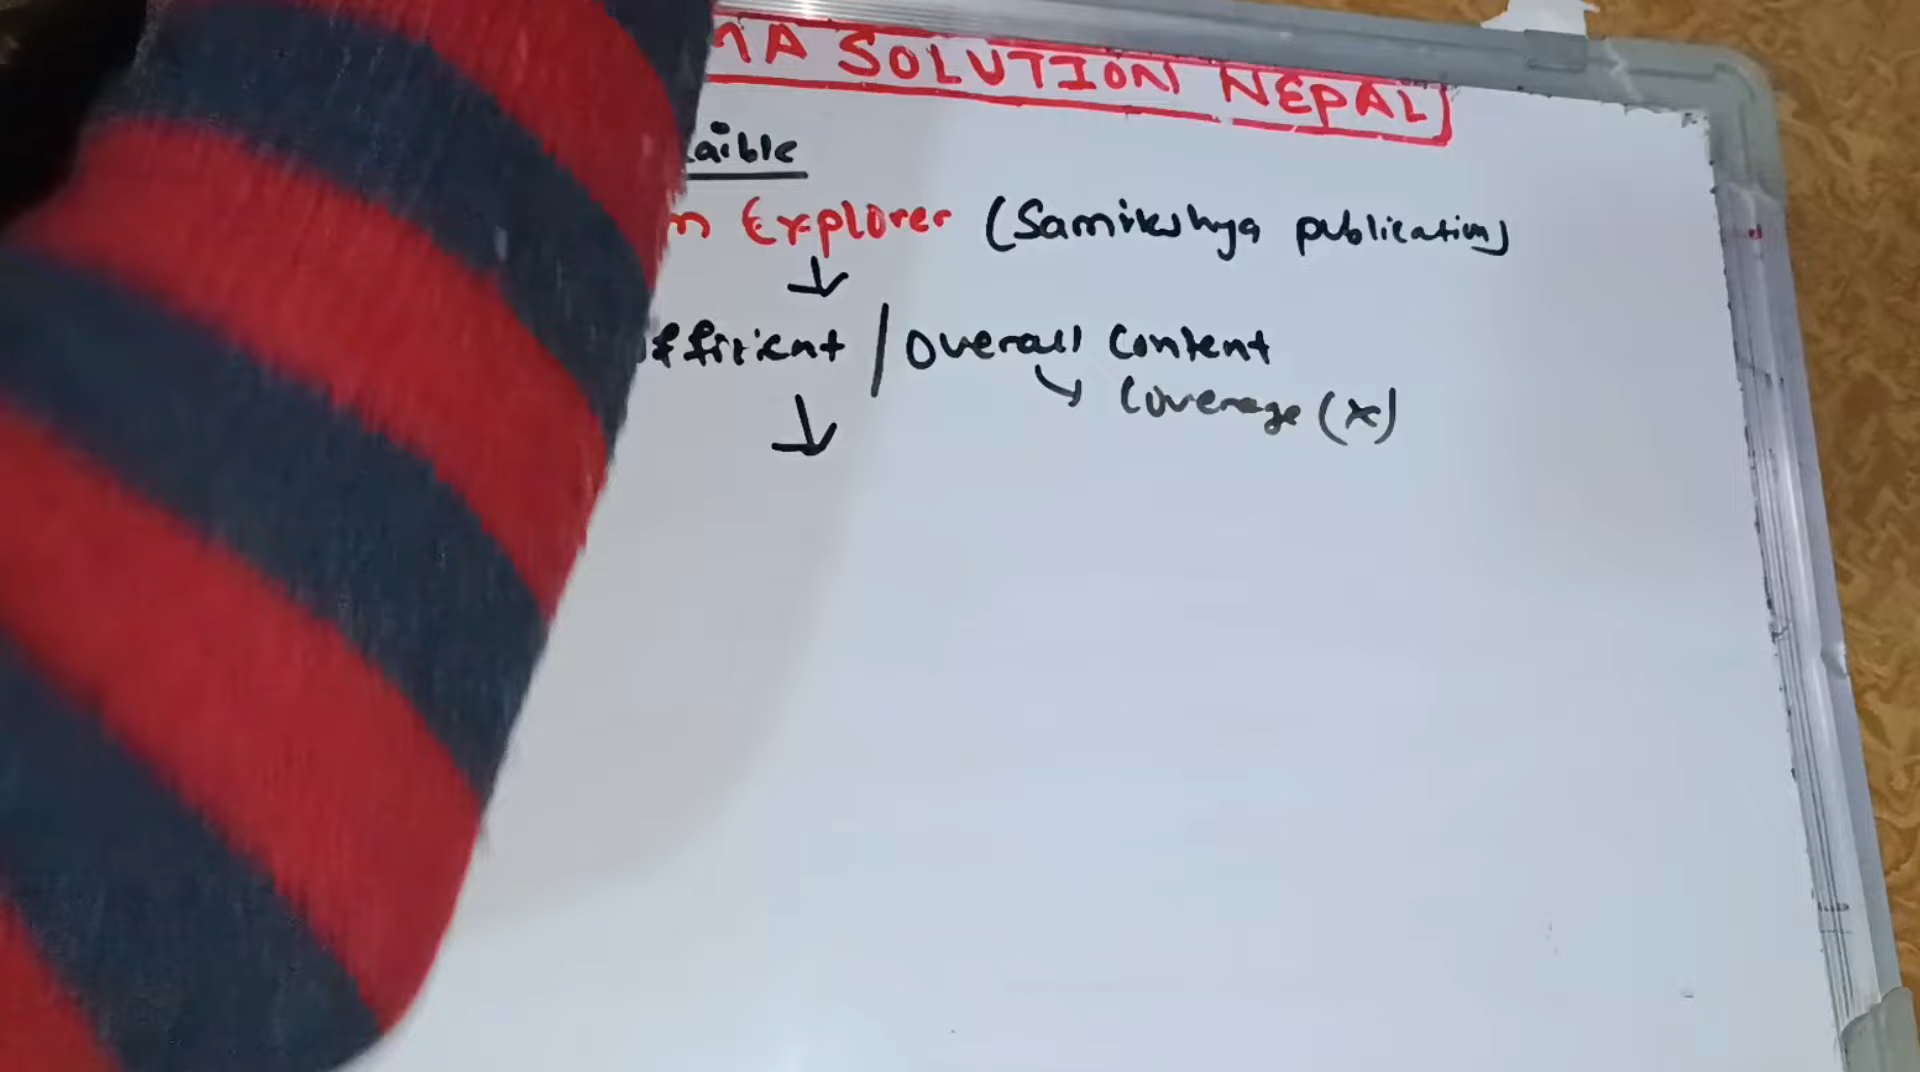 MA SOLUTION NEPAL
aible
m Explorer (Samikshya publication)
fficient / Overall Content
Coverage (x)